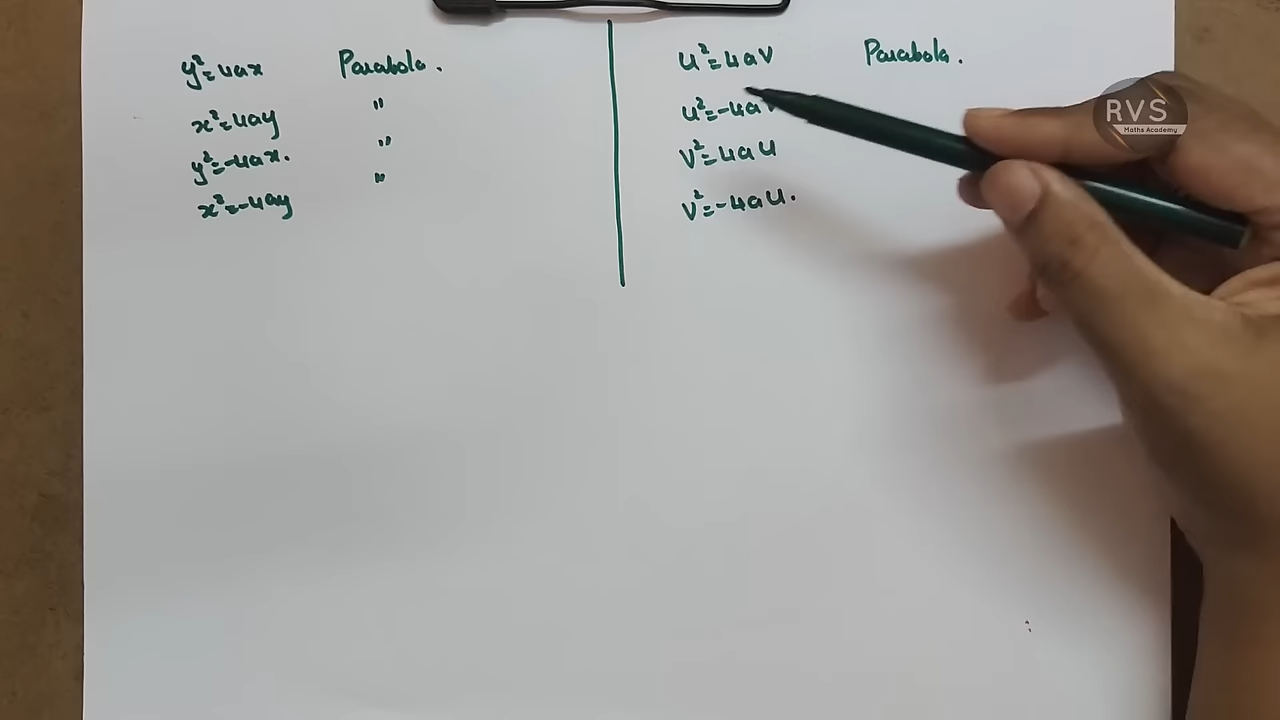 y²=4ax Parabola.
x²=4ay "
y²=-4ax. "
x²=-4ay "
u²=4av Parabola.
u²=-4av
v²=4au
v²=-4au.
RVS
Maths Academy